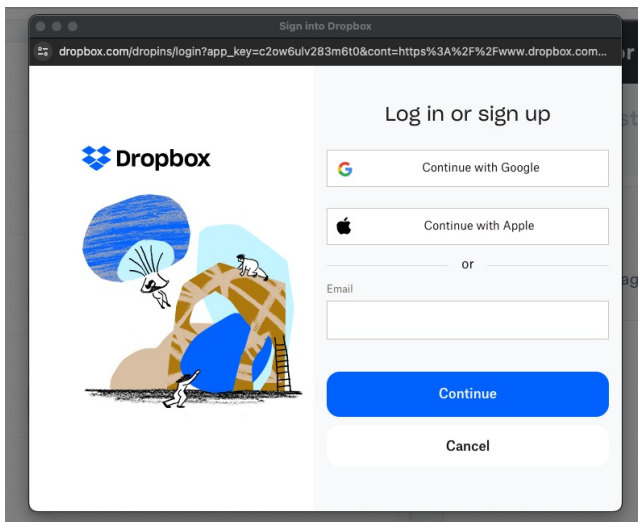 Sign into Dropbox
dropbox.com/dropins/login?app_key=c2ow6ulv283m6t0&cont=https%3A%2F%2Fwww.dropbox.com...
Log in or sign up
Dropbox
Continue with Google
Continue with Apple
or
Email
Continue
Cancel